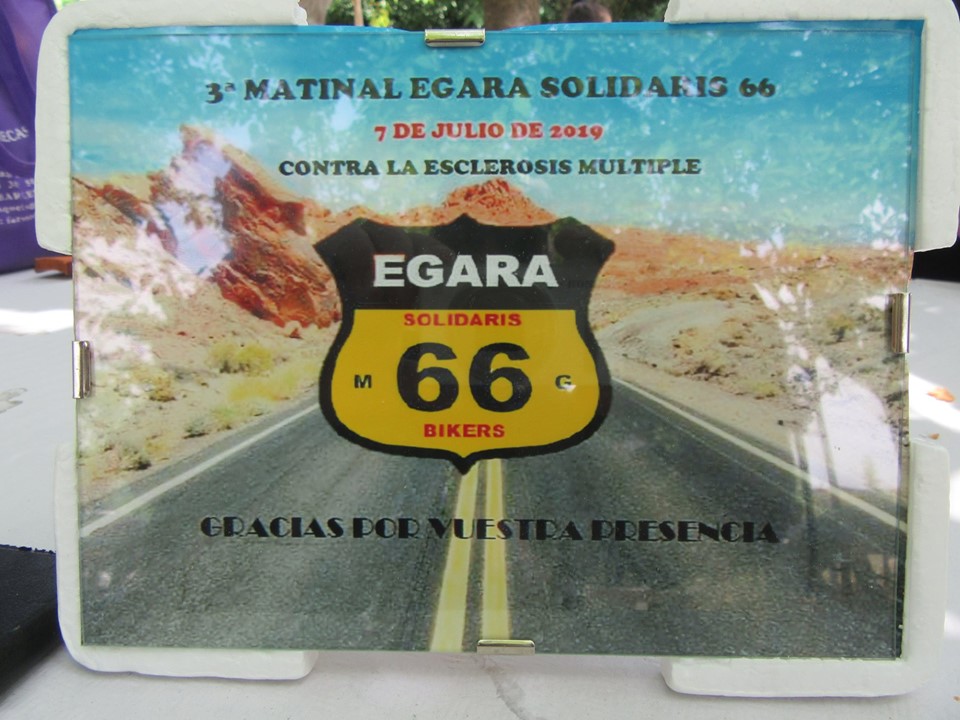 3ª MATINAL EGARA SOLIDARIS 66
7 DE JULIO DE 2019
CONTRA LA ESCLEROSIS MULTIPLE
EGARA
SOLIDARIS
M 66 G
BIKERS
GRACIAS POR VUESTRA PRESENCIA